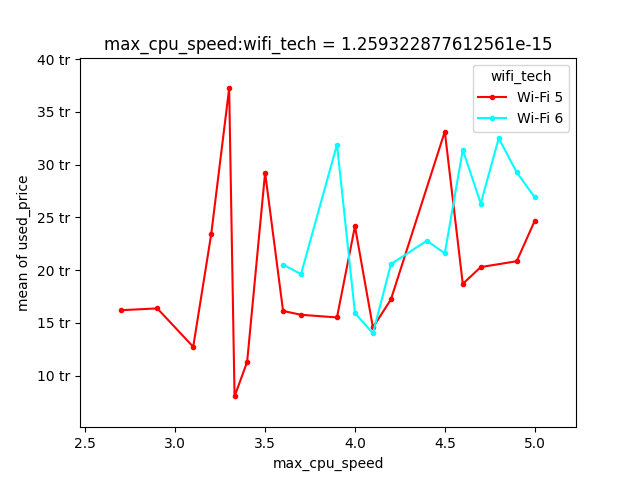 max_cpu_speed:wifi_tech = 1.259322877612561e-15
40 tr
35 tr
30 tr
25 tr
20 tr
15 tr
10 tr
mean of used_price
wifi_tech
Wi-Fi 5
Wi-Fi 6
2.5 3.0 3.5 4.0 4.5 5.0
max_cpu_speed